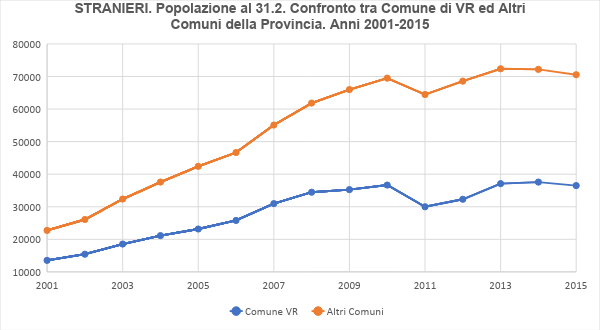 STRANIERI. Popolazione al 31.2. Confronto tra Comune di VR ed Altri
Comuni della Provincia. Anni 2001-2015
80000
70000
60000
50000
40000
30000
20000
10000
2001 2003 2005 2007 2009 2011 2013 2015
Comune VR Altri Comuni